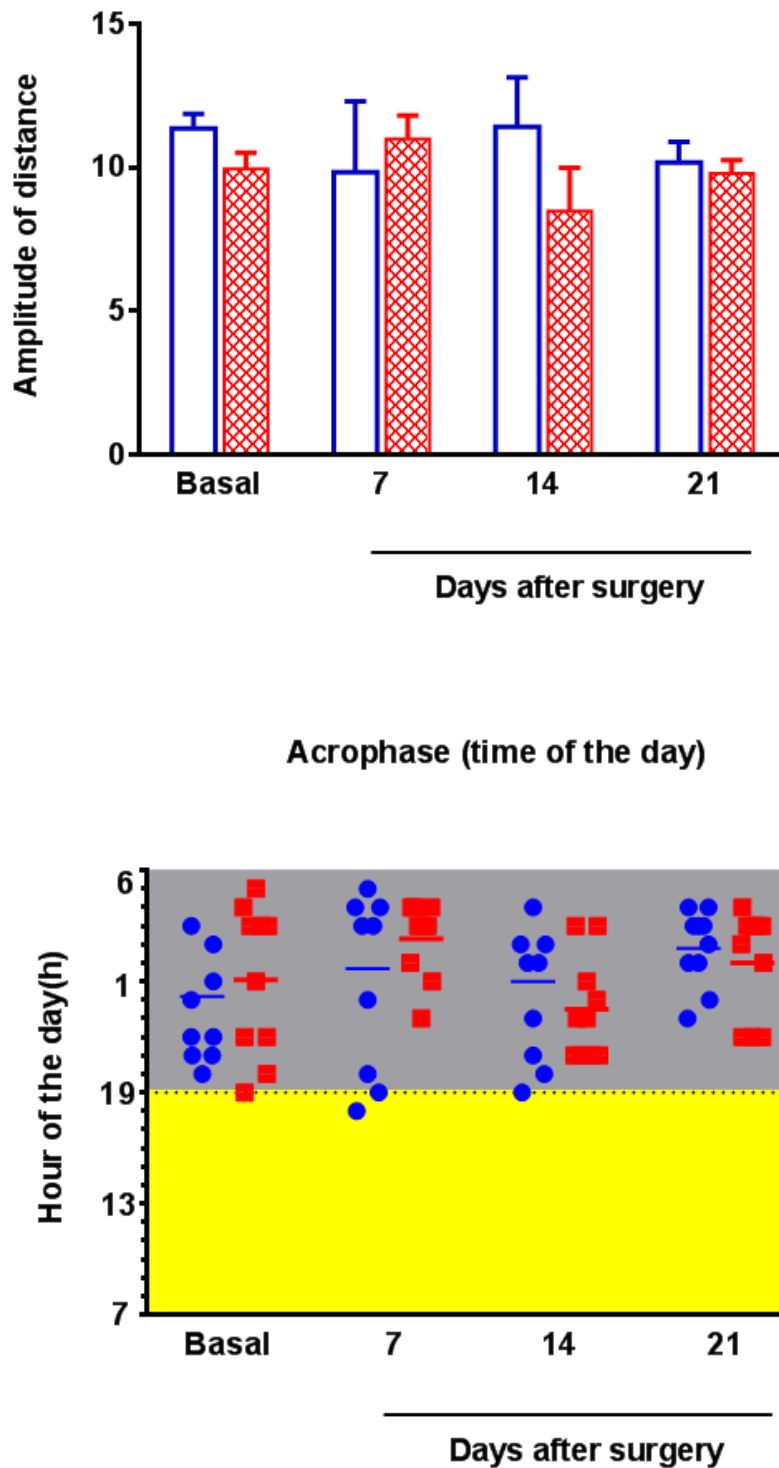 Amplitude of distance
15
10
5
0
Basal 7 14 21
Days after surgery
Acrophase (time of the day)
Hour of the day(h)
6
1
19
13
7
Basal 7 14 21
Days after surgery